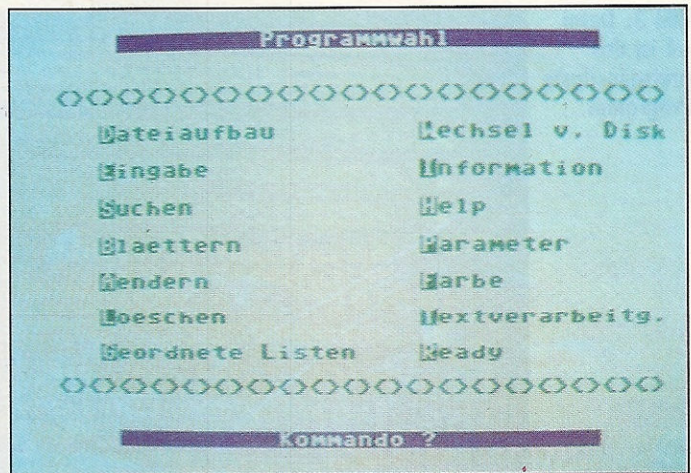 Programmwahl
<><><><><><><><><><><><><><><><><><><>
Dateiaufbau
Eingabe
Suchen
Blaettern
Aendern
Loeschen
Geordnete Listen
Wechsel v. Disk
Information
Help
Parameter
Farbe
Textverarbeitg.
Ready
<><><><><><><><><><><><><><><><><><><>
Kommando ?